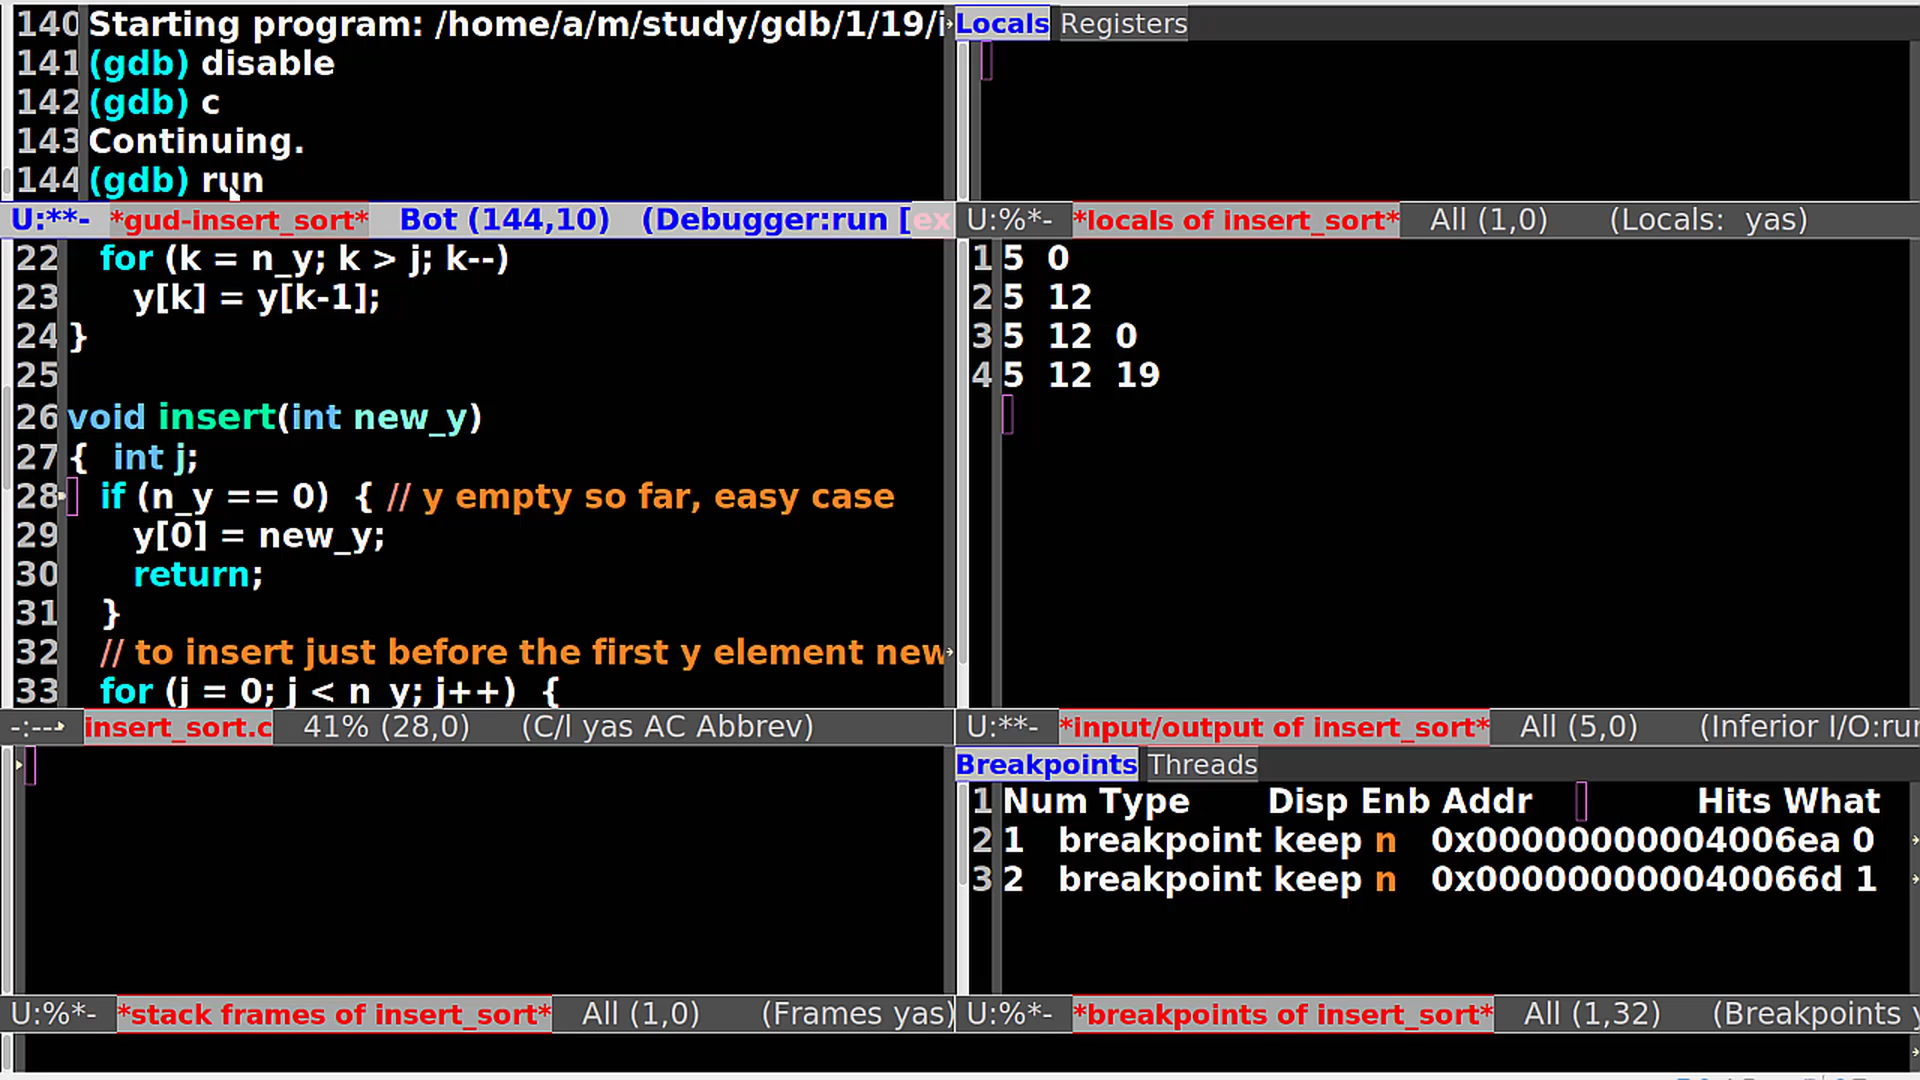 140 Starting program: /home/a/m/study/gdb/1/19/i
141 (gdb) disable
142 (gdb) c
143 Continuing.
144 (gdb) run
U:**- *gud-insert_sort* Bot (144,10) (Debugger:run [ex
22 for (k = n_y; k > j; k--)
23 y[k] = y[k-1];
24 }
25
26 void insert(int new_y)
27 { int j;
28 if (n_y == 0) { // y empty so far, easy case
29 y[0] = new_y;
30 return;
31 }
32 // to insert just before the first y element new
33 for (j = 0; j < n_y; j++) {
-:--- insert_sort.c 41% (28,0) (C/l yas AC Abbrev)
U:%*- *stack frames of insert_sort* All (1,0) (Frames yas)
Locals Registers
U:%*- *locals of insert_sort* All (1,0) (Locals: yas)
1 5 0
2 5 12
3 5 12 0
4 5 12 19
U:**- *input/output of insert_sort* All (5,0) (Inferior I/O:run
Breakpoints Threads
1 Num Type Disp Enb Addr Hits What
2 1 breakpoint keep n 0x00000000004006ea 0
3 2 breakpoint keep n 0x000000000040066d 1
U:%*- *breakpoints of insert_sort* All (1,32) (Breakpoints y